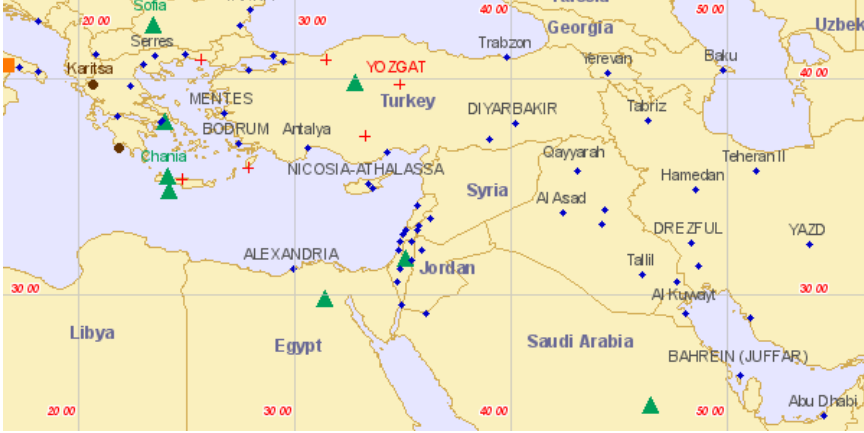 Sofia
20 00
30 00
40 00
50 00
Georgia
Uzbek
Serres
Trabzon
Yerevan
Baku
Karitsa
YOZGAT
40 00
MENTES
Turkey
DIYARBAKIR
Tabriz
BODRUM
Antalya
Chania
Qayyarah
Teheran II
NICOSIA-ATHALASSA
Hamedan
Syria
Al Asad
DREZFUL
YAZD
ALEXANDRIA
Jordan
Tallil
30 00
Al Kuwayt
30 00
Libya
Egypt
Saudi Arabia
BAHREIN (JUFFAR)
Abu Dhabi
20 00
30 00
40 00
50 00